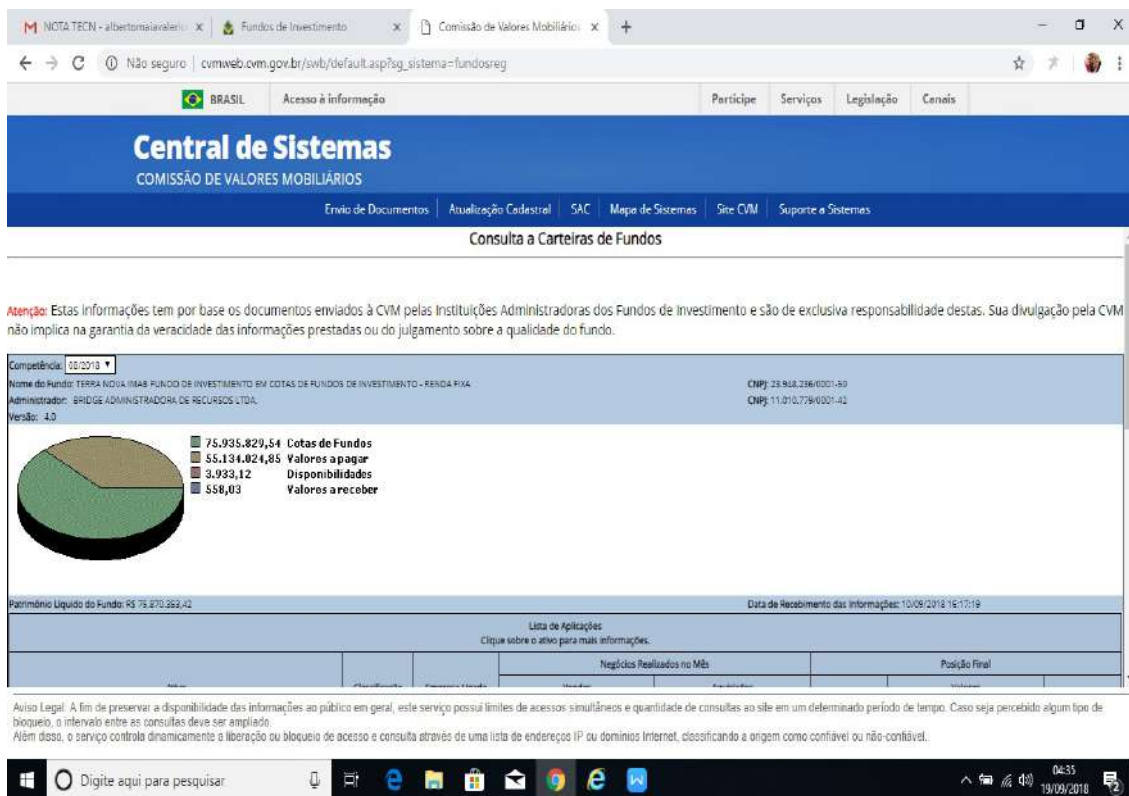 NOTA TECN - albertomaiavalerio
Fundos de Investimento
Comissão de Valores Mobiliários
Não seguro | cvmweb.cvm.gov.br/swb/default.asp?sg_sistema=fundosreg
BRASIL Acesso à informação Participe Serviços Legislação Canais
Central de Sistemas
COMISSÃO DE VALORES MOBILIÁRIOS
Envio de Documentos Atualização Cadastral SAC Mapa de Sistemas Site CVM Suporte a Sistemas
Consulta a Carteiras de Fundos
Atenção: Estas informações tem por base os documentos enviados à CVM pelas Instituições Administradoras dos Fundos de Investimento e são de exclusiva responsabilidade destas. Sua divulgação pela CVM
não implica na garantia da veracidade das informações prestadas ou do julgamento sobre a qualidade do fundo.
Competência: 08/2018
Nome do Fundo: TERRA NOVA IMAB FUNDO DE INVESTIMENTO EM COTAS DE FUNDOS DE INVESTIMENTO - RENDA FIXA CNPJ:
Administrador: BRIDGE ADMINISTRADORA DE RECURSOS LTDA. CNPJ: 11.010.779/0001-42
Versão: 4.0
75.935.829,54 Cotas de Fundos
55.134.024,85 Valores a pagar
3.933,12 Disponibilidades
558,03 Valores a receber
Patrimônio Líquido do Fundo: R$ Data de Recebimento das Informações: 10/09/2018
Lista de Aplicações
Clique sobre o ativo para mais informações.
Negócios Realizados no Mês Posição Final
Aviso Legal: A fim de preservar a disponibilidade das informações ao público em geral, este serviço possui limites de acessos simultâneos e quantidade de consultas ao site em um determinado período de tempo. Caso seja percebido algum tipo de
bloqueio, o intervalo entre as consultas deve ser ampliado.
Além disso, o serviço controla dinamicamente a liberação ou bloqueio de acesso e consulta através de uma lista de endereços IP ou domínios Internet, classificando a origem como confiável ou não-confiável.
Digite aqui para pesquisar
04:35
19/09/2018